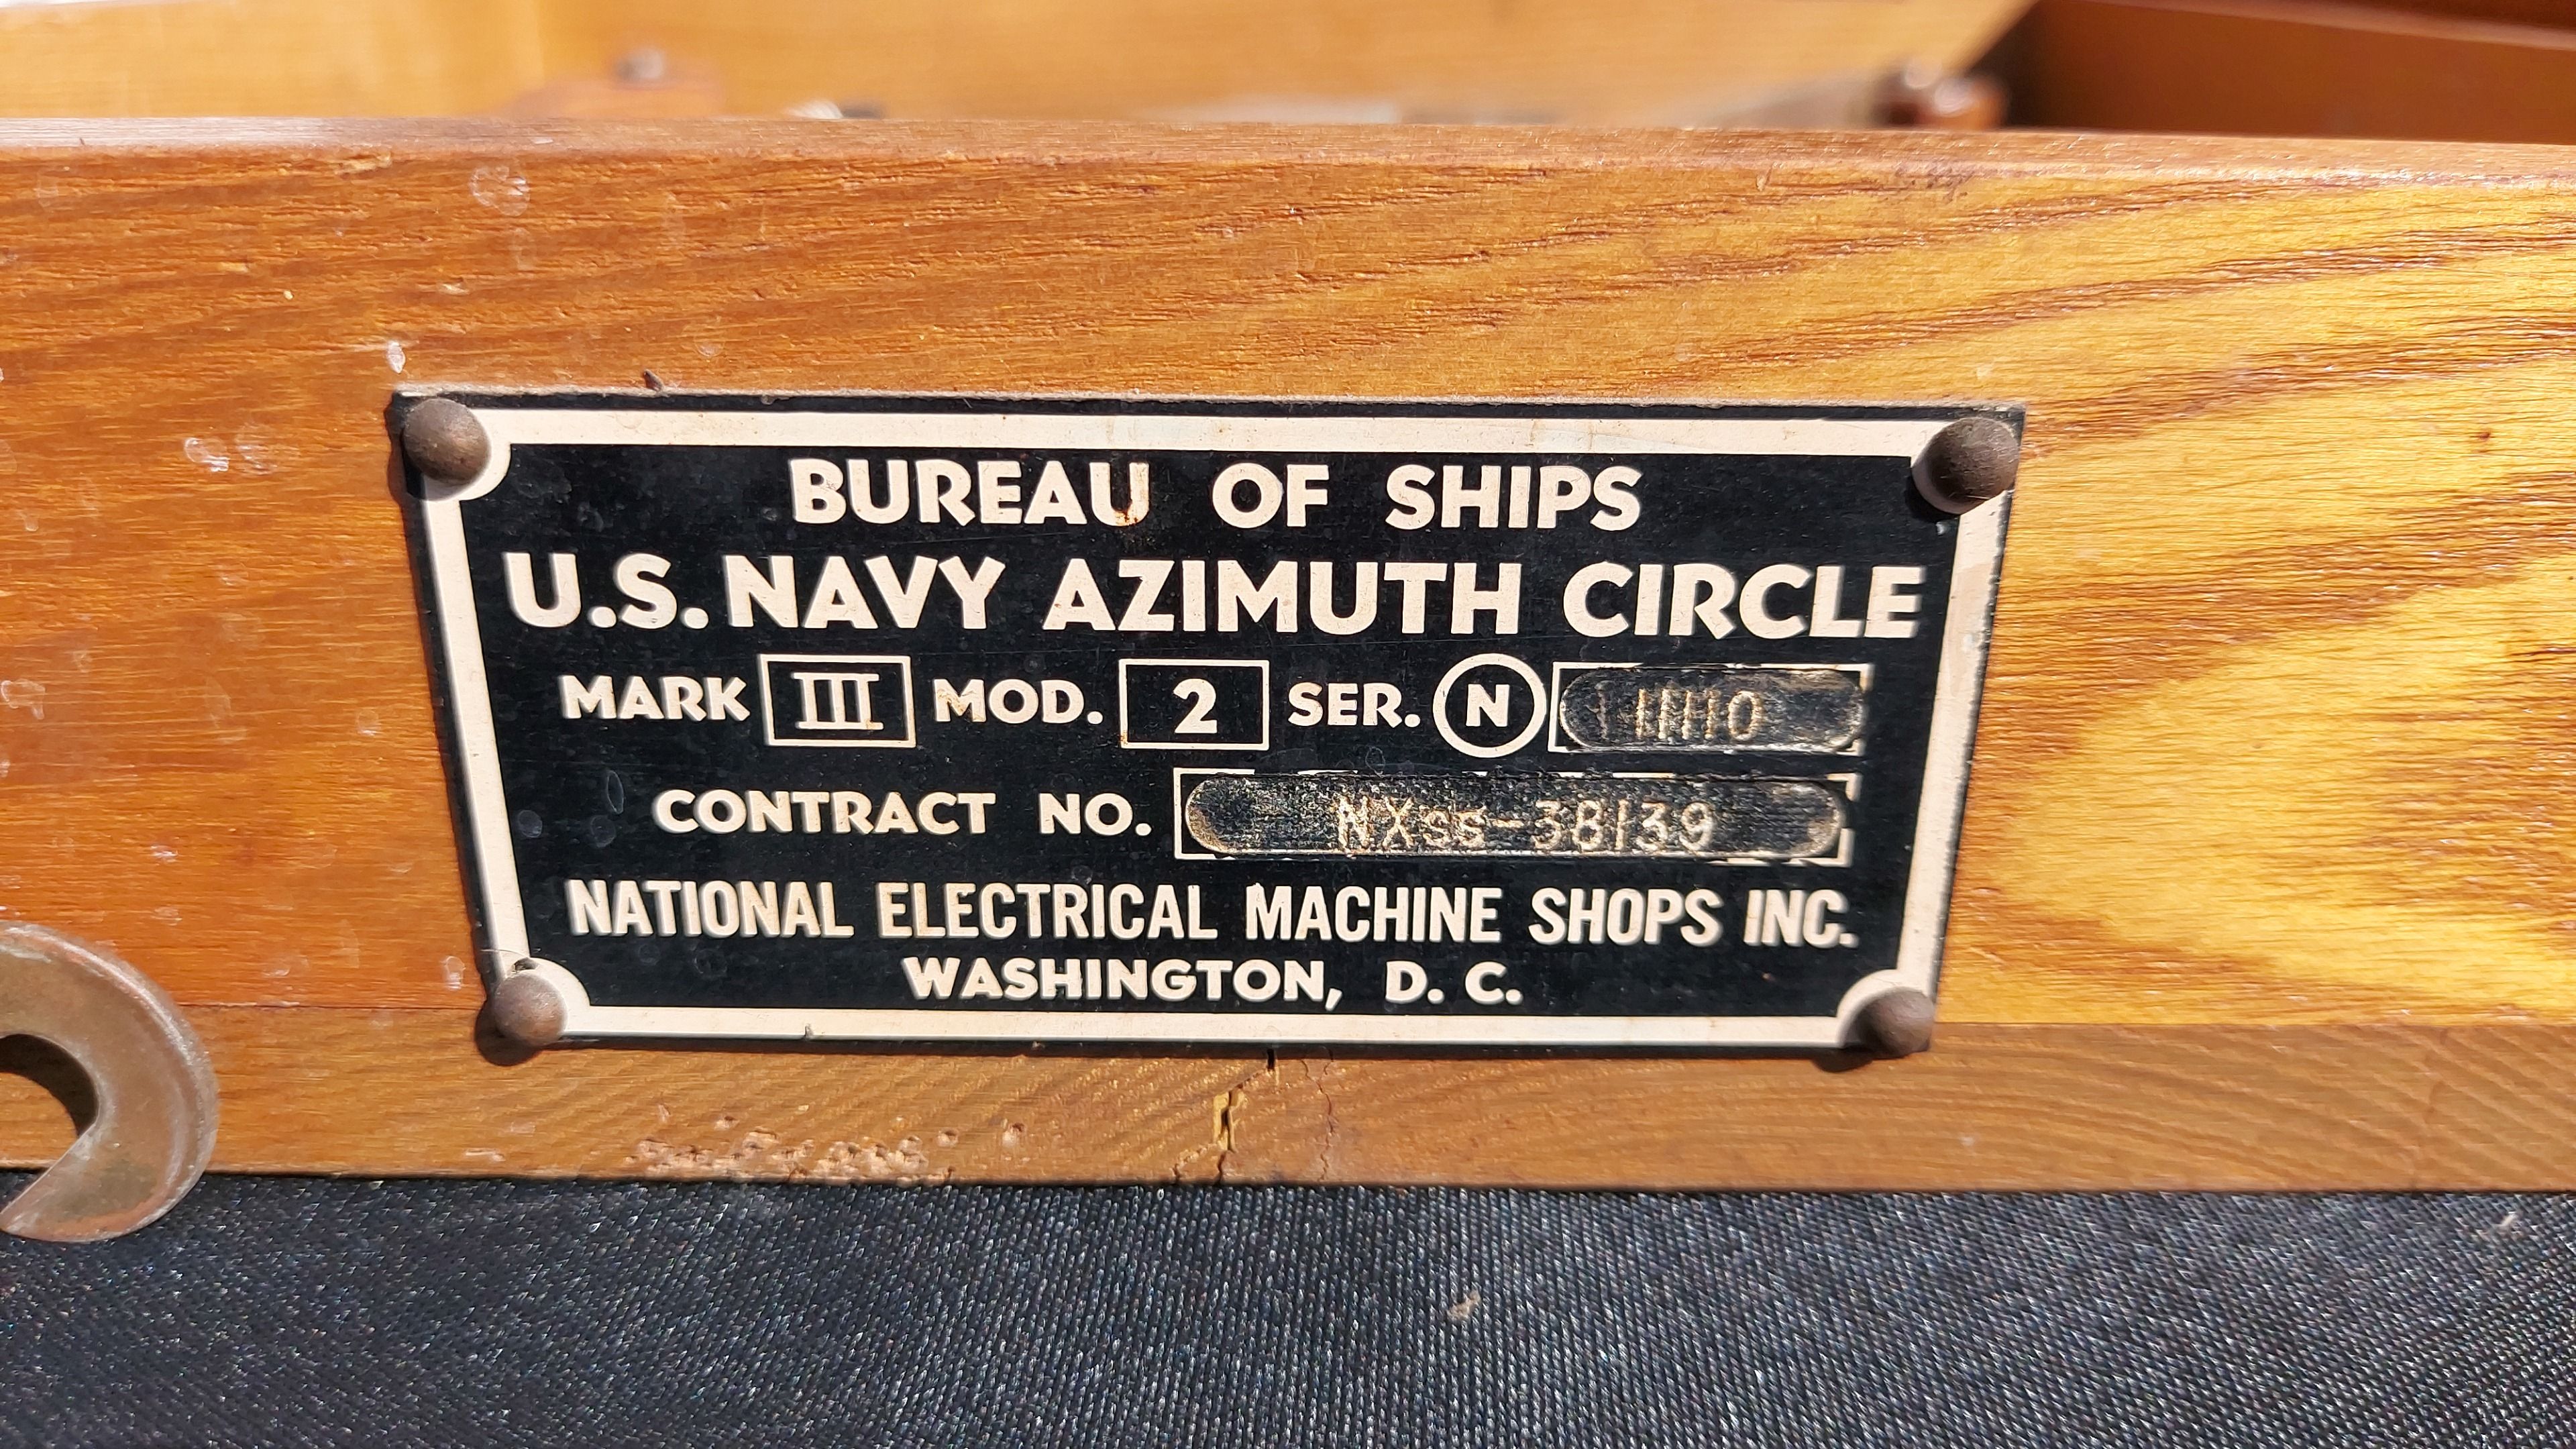 BUREAU OF SHIPS
U.S. NAVY AZIMUTH CIRCLE
MARK III MOD. 2 SER. N
CONTRACT NO. NXss-38139
NATIONAL ELECTRICAL MACHINE SHOPS INC.
WASHINGTON, D. C.